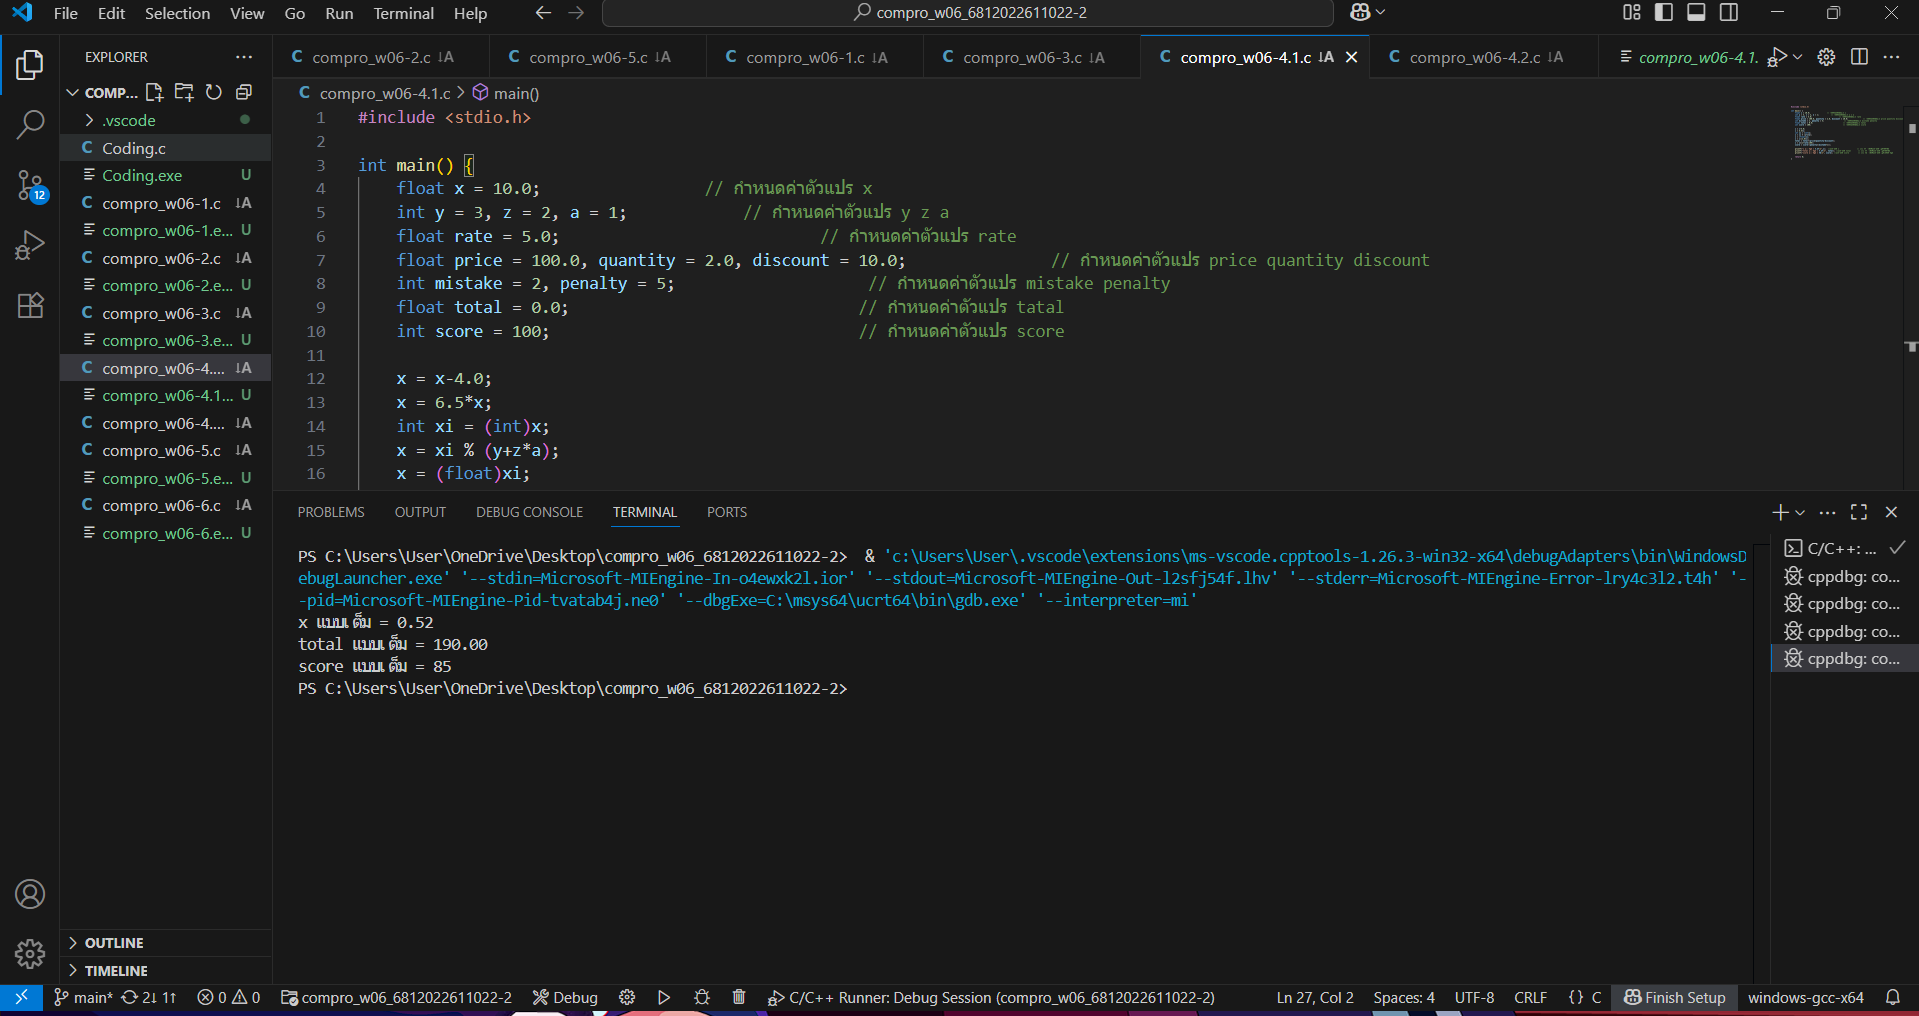 File Edit Selection View Go Run Terminal Help
compro_w06_6812022611022-2
EXPLORER
compro_w06-2.c ↓A
compro_w06-5.c ↓A
compro_w06-1.c ↓A
compro_w06-3.c ↓A
compro_w06-4.1.c ↓A
compro_w06-4.2.c ↓A
compro_w06-4.1.
COMP...
.vscode
Coding.c
Coding.exe U
compro_w06-1.c ↓A
compro_w06-1.e... U
compro_w06-2.c ↓A
compro_w06-2.e... U
compro_w06-3.c ↓A
compro_w06-3.e... U
compro_w06-4.... ↓A
compro_w06-4.1... U
compro_w06-4.... ↓A
compro_w06-5.c ↓A
compro_w06-5.e... U
compro_w06-6.c ↓A
compro_w06-6.e... U
OUTLINE
TIMELINE
compro_w06-4.1.c > main()
1 #include <stdio.h>
2
3 int main() {
4 float x = 10.0; // กำหนดค่าตัวแปร x
5 int y = 3, z = 2, a = 1; // กำหนดค่าตัวแปร y z a
6 float rate = 5.0; // กำหนดค่าตัวแปร rate
7 float price = 100.0, quantity = 2.0, discount = 10.0; // กำหนดค่าตัวแปร price quantity discount
8 int mistake = 2, penalty = 5; // กำหนดค่าตัวแปร mistake penalty
9 float total = 0.0; // กำหนดค่าตัวแปร tatal
10 int score = 100; // กำหนดค่าตัวแปร score
11
12 x = x-4.0;
13 x = 6.5*x;
14 int xi = (int)x;
15 x = xi % (y+z*a);
16 x = (float)xi;
PROBLEMS OUTPUT DEBUG CONSOLE TERMINAL PORTS
PS C:\Users\User\OneDrive\Desktop\compro_w06_6812022611022-2> & 'c:\Users\User\.vscode\extensions\ms-vscode.cpptools-1.26.3-win32-x64\debugAdapters\bin\WindowsD
ebugLauncher.exe' '--stdin=Microsoft-MIEngine-In-o4ewxk2l.ior' '--stdout=Microsoft-MIEngine-Out-l2sfj54f.lhv' '--stderr=Microsoft-MIEngine-Error-lry4c3l2.t4h' '-
-pid=Microsoft-MIEngine-Pid-tvatab4j.ne0' '--dbgExe=C:\msys64\ucrt64\bin\gdb.exe' '--interpreter=mi'
x แบบเต็ม = 0.52
total แบบเต็ม = 190.00
score แบบเต็ม = 85
PS C:\Users\User\OneDrive\Desktop\compro_w06_6812022611022-2>
C/C++: ...
cppdbg: co...
cppdbg: co...
cppdbg: co...
cppdbg: co...
12
main* 2↓ 1↑ 0 0 compro_w06_6812022611022-2 Debug C/C++ Runner: Debug Session (compro_w06_6812022611022-2) Ln 27, Col 2 Spaces: 4 UTF-8 CRLF {} C Finish Setup windows-gcc-x64